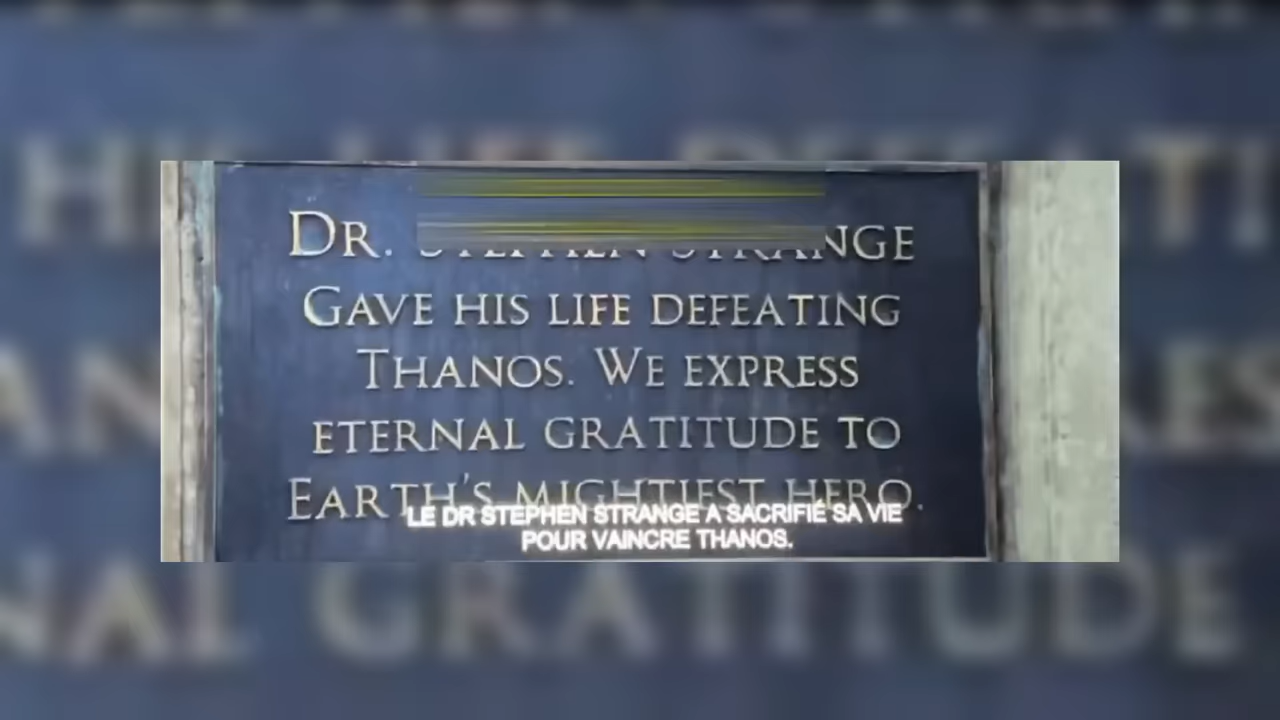 DR. STEPHEN STRANGE
GAVE HIS LIFE DEFEATING
THANOS. WE EXPRESS
ETERNAL GRATITUDE TO
EARTH'S MIGHTIEST HERO.
LE DR STEPHEN STRANGE A SACRIFIÉ SA VIE
POUR VAINCRE THANOS.